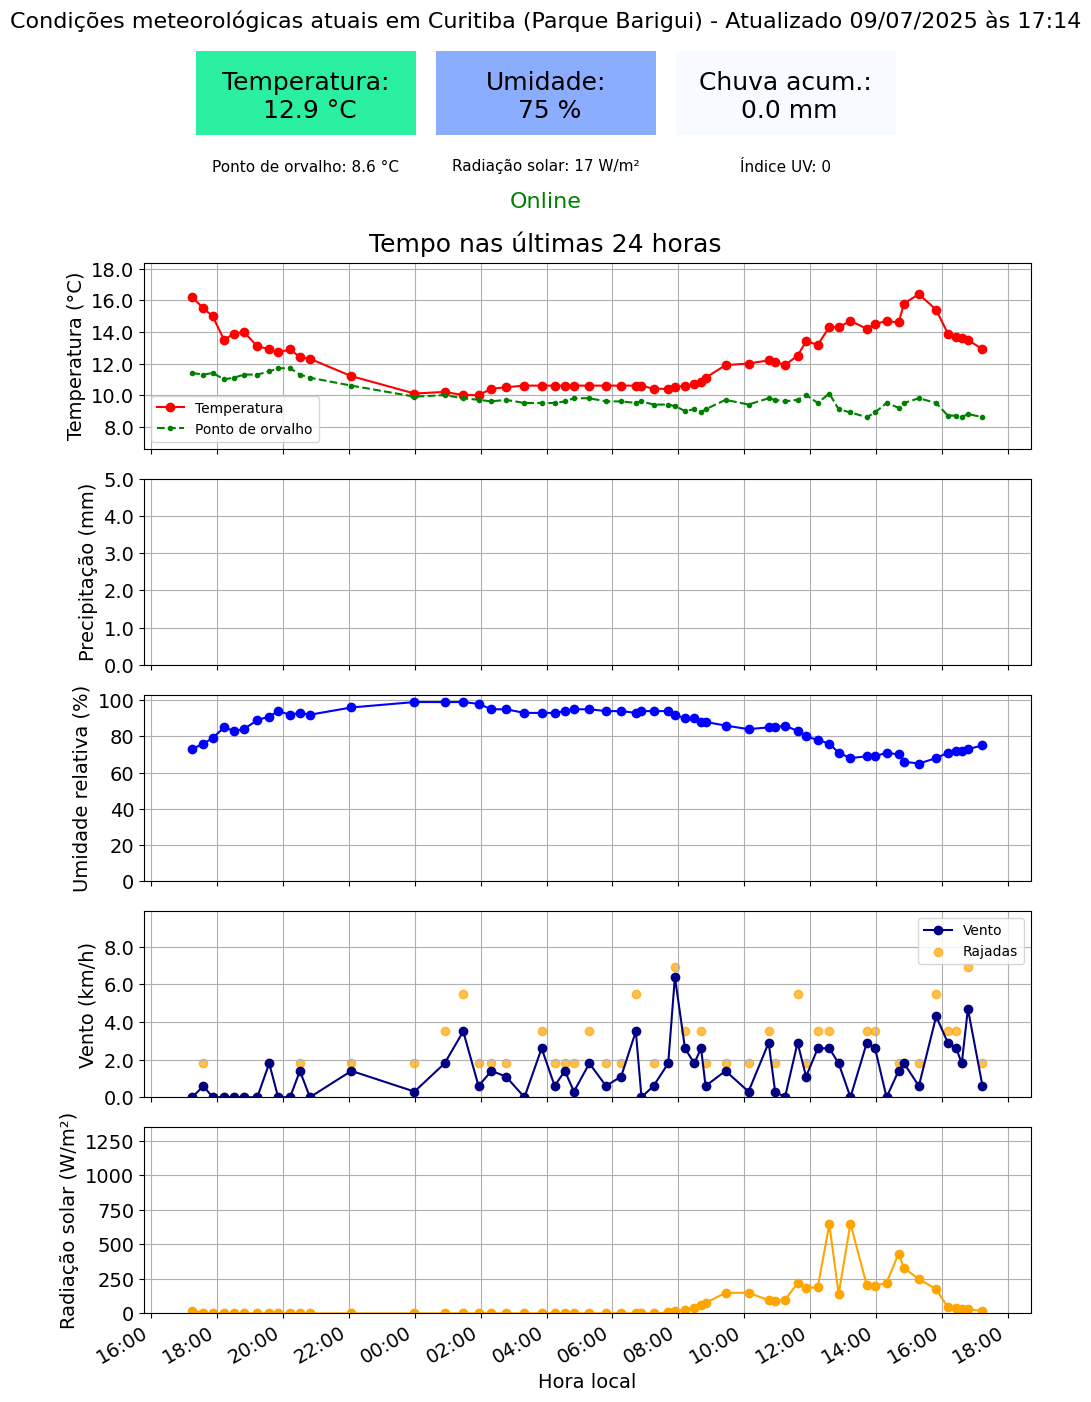 Condições meteorológicas atuais em Curitiba (Parque Barigui) - Atualizado 09/07/2025 às 17:14
Temperatura:
12.9 °C
Umidade:
75 %
Chuva acum.:
0.0 mm
Ponto de orvalho: 8.6 °C
Radiação solar: 17 W/m²
Índice UV: 0
Online
Tempo nas últimas 24 horas
Temperatura (°C)
18.0
16.0
14.0
12.0
10.0
8.0
Temperatura
Ponto de orvalho
Precipitação (mm)
5.0
4.0
3.0
2.0
1.0
0.0
Umidade relativa (%)
100
80
60
40
20
0
Vento (km/h)
8.0
6.0
4.0
2.0
0.0
Vento
Rajadas
Radiação solar (W/m²)
1250
1000
750
500
250
0
16:00
18:00
20:00
22:00
00:00
02:00
04:00
06:00
08:00
10:00
12:00
14:00
16:00
18:00
Hora local